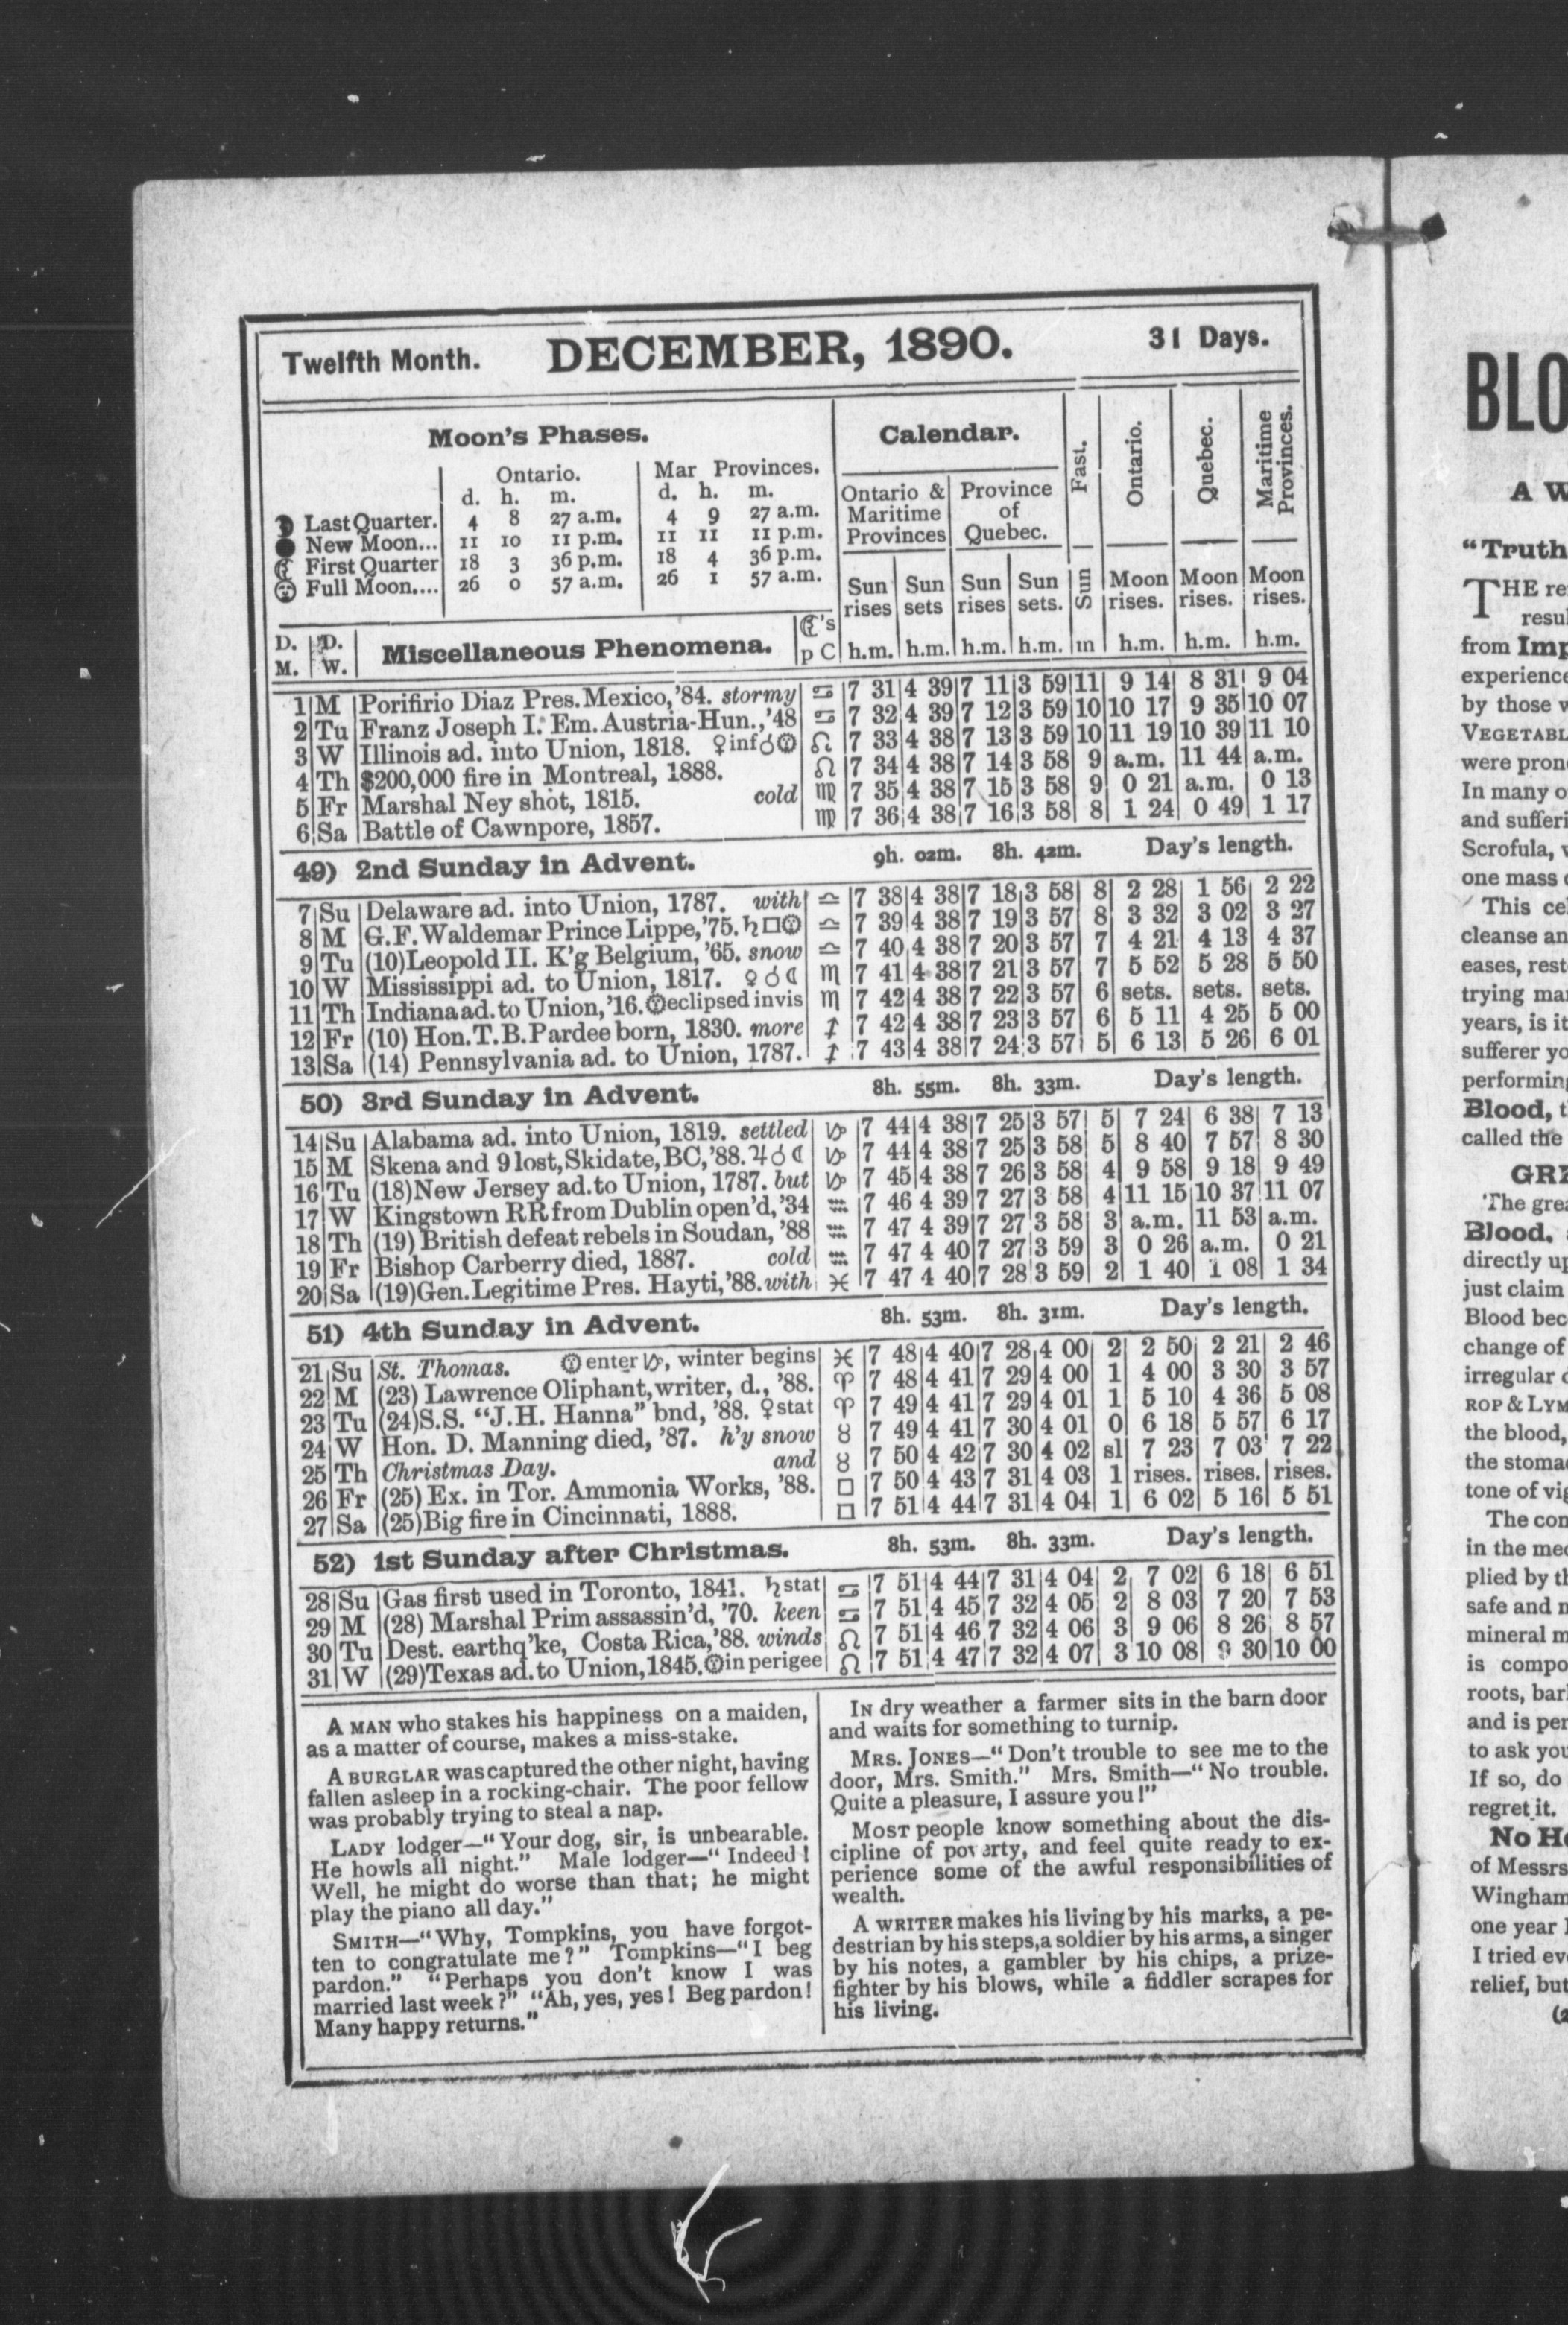 Twelfth Month. DECEMBER, 1890. 31 Days.
Moon's Phases.
Ontario. Mar Provinces.
d. h. m. d. h. m.
Last Quarter. 4 8 27 a.m. 4 9 27 a.m.
New Moon... 11 10 11 p.m. 11 11 11 p.m.
First Quarter 18 3 36 p.m. 18 4 36 p.m.
Full Moon.... 26 0 57 a.m. 26 1 57 a.m.
Calendar.
Ontario & Maritime Provinces
Province of Quebec.
Sun Fast.
Ontario.
Quebec.
Maritime Provinces.
Sun rises Sun sets Sun rises Sun sets. in Moon rises. Moon rises. Moon rises.
D. M. D. W. Miscellaneous Phenomena. ☾'s p C h.m. h.m. h.m. h.m. h.m. h.m. h.m.
1 M Porifirio Diaz Pres. Mexico, '84. stormy ♋ 7 31 4 39 7 11 3 59 11 9 14 8 31 9 04
2 Tu Franz Joseph I. Em. Austria-Hun., '48 ♋ 7 32 4 39 7 12 3 59 10 10 17 9 35 10 07
3 W Illinois ad. into Union, 1818. ♀ inf ☌ ☉ ♌ 7 33 4 38 7 13 3 59 10 11 19 10 39 11 10
4 Th $200,000 fire in Montreal, 1888. ♌ 7 34 4 38 7 14 3 58 9 a.m. 11 44 a.m.
5 Fr Marshal Ney shot, 1815. cold ♍ 7 35 4 38 7 15 3 58 9 0 21 a.m. 0 13
6 Sa Battle of Cawnpore, 1857. ♍ 7 36 4 38 7 16 3 58 8 1 24 0 49 1 17
49) 2nd Sunday in Advent. 9h. 02m. 8h. 42m. Day's length.
7 Su Delaware ad. into Union, 1787. with ♎ 7 38 4 38 7 18 3 58 8 2 28 1 56 2 22
8 M G. F. Waldemar Prince Lippe, '75. ♄ □ ☉ ♎ 7 39 4 38 7 19 3 57 8 3 32 3 02 3 27
9 Tu (10) Leopold II. K'g Belgium, '65. snow ♎ 7 40 4 38 7 20 3 57 7 4 21 4 13 4 37
10 W Mississippi ad. to Union, 1817. ♀ ☌ ☾ ♏ 7 41 4 38 7 21 3 57 7 5 52 5 28 5 50
11 Th Indiana ad. to Union, '16. ☉ eclipsed invis ♏ 7 42 4 38 7 22 3 57 6 sets. sets. sets.
12 Fr (10) Hon. T. B. Pardee born, 1830. more ♐ 7 42 4 38 7 23 3 57 6 5 11 4 25 5 00
13 Sa (14) Pennsylvania ad. to Union, 1787. ♐ 7 43 4 38 7 24 3 57 5 6 13 5 26 6 01
50) 3rd Sunday in Advent. 8h. 55m. 8h. 33m. Day's length.
14 Su Alabama ad. into Union, 1819. settled ♑ 7 44 4 38 7 25 3 57 5 7 24 6 38 7 13
15 M Skena and 9 lost, Skidate, BC, '88. ♃ ☌ ☾ ♑ 7 44 4 38 7 25 3 58 5 8 40 7 57 8 30
16 Tu (18) New Jersey ad. to Union, 1787. but ♑ 7 45 4 38 7 26 3 58 4 9 58 9 18 9 49
17 W Kingstown RR from Dublin open'd, '34 ♒ 7 46 4 39 7 27 3 58 4 11 15 10 37 11 07
18 Th (19) British defeat rebels in Soudan, '88 ♒ 7 47 4 39 7 27 3 58 3 a.m. 11 53 a.m.
19 Fr Bishop Carberry died, 1887. cold ♒ 7 47 4 40 7 27 3 59 3 0 26 a.m. 0 21
20 Sa (19) Gen. Legitime Pres. Hayti, '88. with ♓ 7 47 4 40 7 28 3 59 2 1 40 1 08 1 34
51) 4th Sunday in Advent. 8h. 53m. 8h. 31m. Day's length.
21 Su St. Thomas. ☉ enter ♑, winter begins ♓ 7 48 4 40 7 28 4 00 2 2 50 2 21 2 46
22 M (23) Lawrence Oliphant, writer, d., '88. ♈ 7 48 4 41 7 29 4 00 1 4 00 3 30 3 57
23 Tu (24) S.S. "J.H. Hanna" bnd, '88. ♀ stat ♈ 7 49 4 41 7 29 4 01 1 5 10 4 36 5 08
24 W Hon. D. Manning died, '87. h'y snow ♉ 7 49 4 41 7 30 4 01 0 6 18 5 57 6 17
25 Th Christmas Day. and ♉ 7 50 4 42 7 30 4 02 sl 7 23 7 03 7 22
26 Fr (25) Ex. in Tor. Ammonia Works, '88. □ 7 50 4 43 7 31 4 03 1 rises. rises. rises.
27 Sa (25) Big fire in Cincinnati, 1888. □ 7 51 4 44 7 31 4 04 1 6 02 5 16 5 51
52) 1st Sunday after Christmas. 8h. 53m. 8h. 33m. Day's length.
28 Su Gas first used in Toronto, 1841. ♄ stat ♋ 7 51 4 44 7 31 4 04 2 7 02 6 18 6 51
29 M (28) Marshal Prim assassin'd, '70. keen ♋ 7 51 4 45 7 32 4 05 2 8 03 7 20 7 53
30 Tu Dest. earthq'ke, Costa Rica, '88. winds ♌ 7 51 4 46 7 32 4 06 3 9 06 8 26 8 57
31 W (29) Texas ad. to Union, 1845. ☉ in perigee ♌ 7 51 4 47 7 32 4 07 3 10 08 9 30 10 00
A MAN who stakes his happiness on a maiden,
as a matter of course, makes a miss-stake.
A BURGLAR was captured the other night, having
fallen asleep in a rocking-chair. The poor fellow
was probably trying to steal a nap.
LADY lodger—"Your dog, sir, is unbearable.
He howls all night." Male lodger—"Indeed!
Well, he might do worse than that; he might
play the piano all day."
SMITH—"Why, Tompkins, you have forgot-
ten to congratulate me?" Tompkins—"I beg
pardon." "Perhaps you don't know I was
married last week?" "Ah, yes, yes! Beg pardon!
Many happy returns."
IN dry weather a farmer sits in the barn door
and waits for something to turnip.
MRS. JONES—"Don't trouble to see me to the
door, Mrs. Smith." Mrs. Smith—"No trouble.
Quite a pleasure, I assure you!"
MOST people know something about the dis-
cipline of poverty, and feel quite ready to ex-
perience some of the awful responsibilities of
wealth.
A WRITER makes his living by his marks, a pe-
destrian by his steps, a soldier by his arms, a singer
by his notes, a gambler by his chips, a prize-
fighter by his blows, while a fiddler scrapes for
his living.
BLO
A W
"Truth
THE re
resul
from Imp
experience
by those w
VEGETABL
were pron
In many o
and sufferi
Scrofula, v
one mass o
This ce
cleanse an
eases, rest
trying mar
years, is it
sufferer yo
performing
Blood, t
called the
GRE
The grea
Blood.
directly up
just claim
Blood bec
change of
irregular o
ROP & LYM
the blood,
the stoma
tone of vig
The con
in the med
plied by th
safe and n
mineral m
is compo
roots, bar
and is per
to ask you
If so, do
regret it.
No He
of Messrs
Wingham
one year I
I tried ev
relief, but
(2